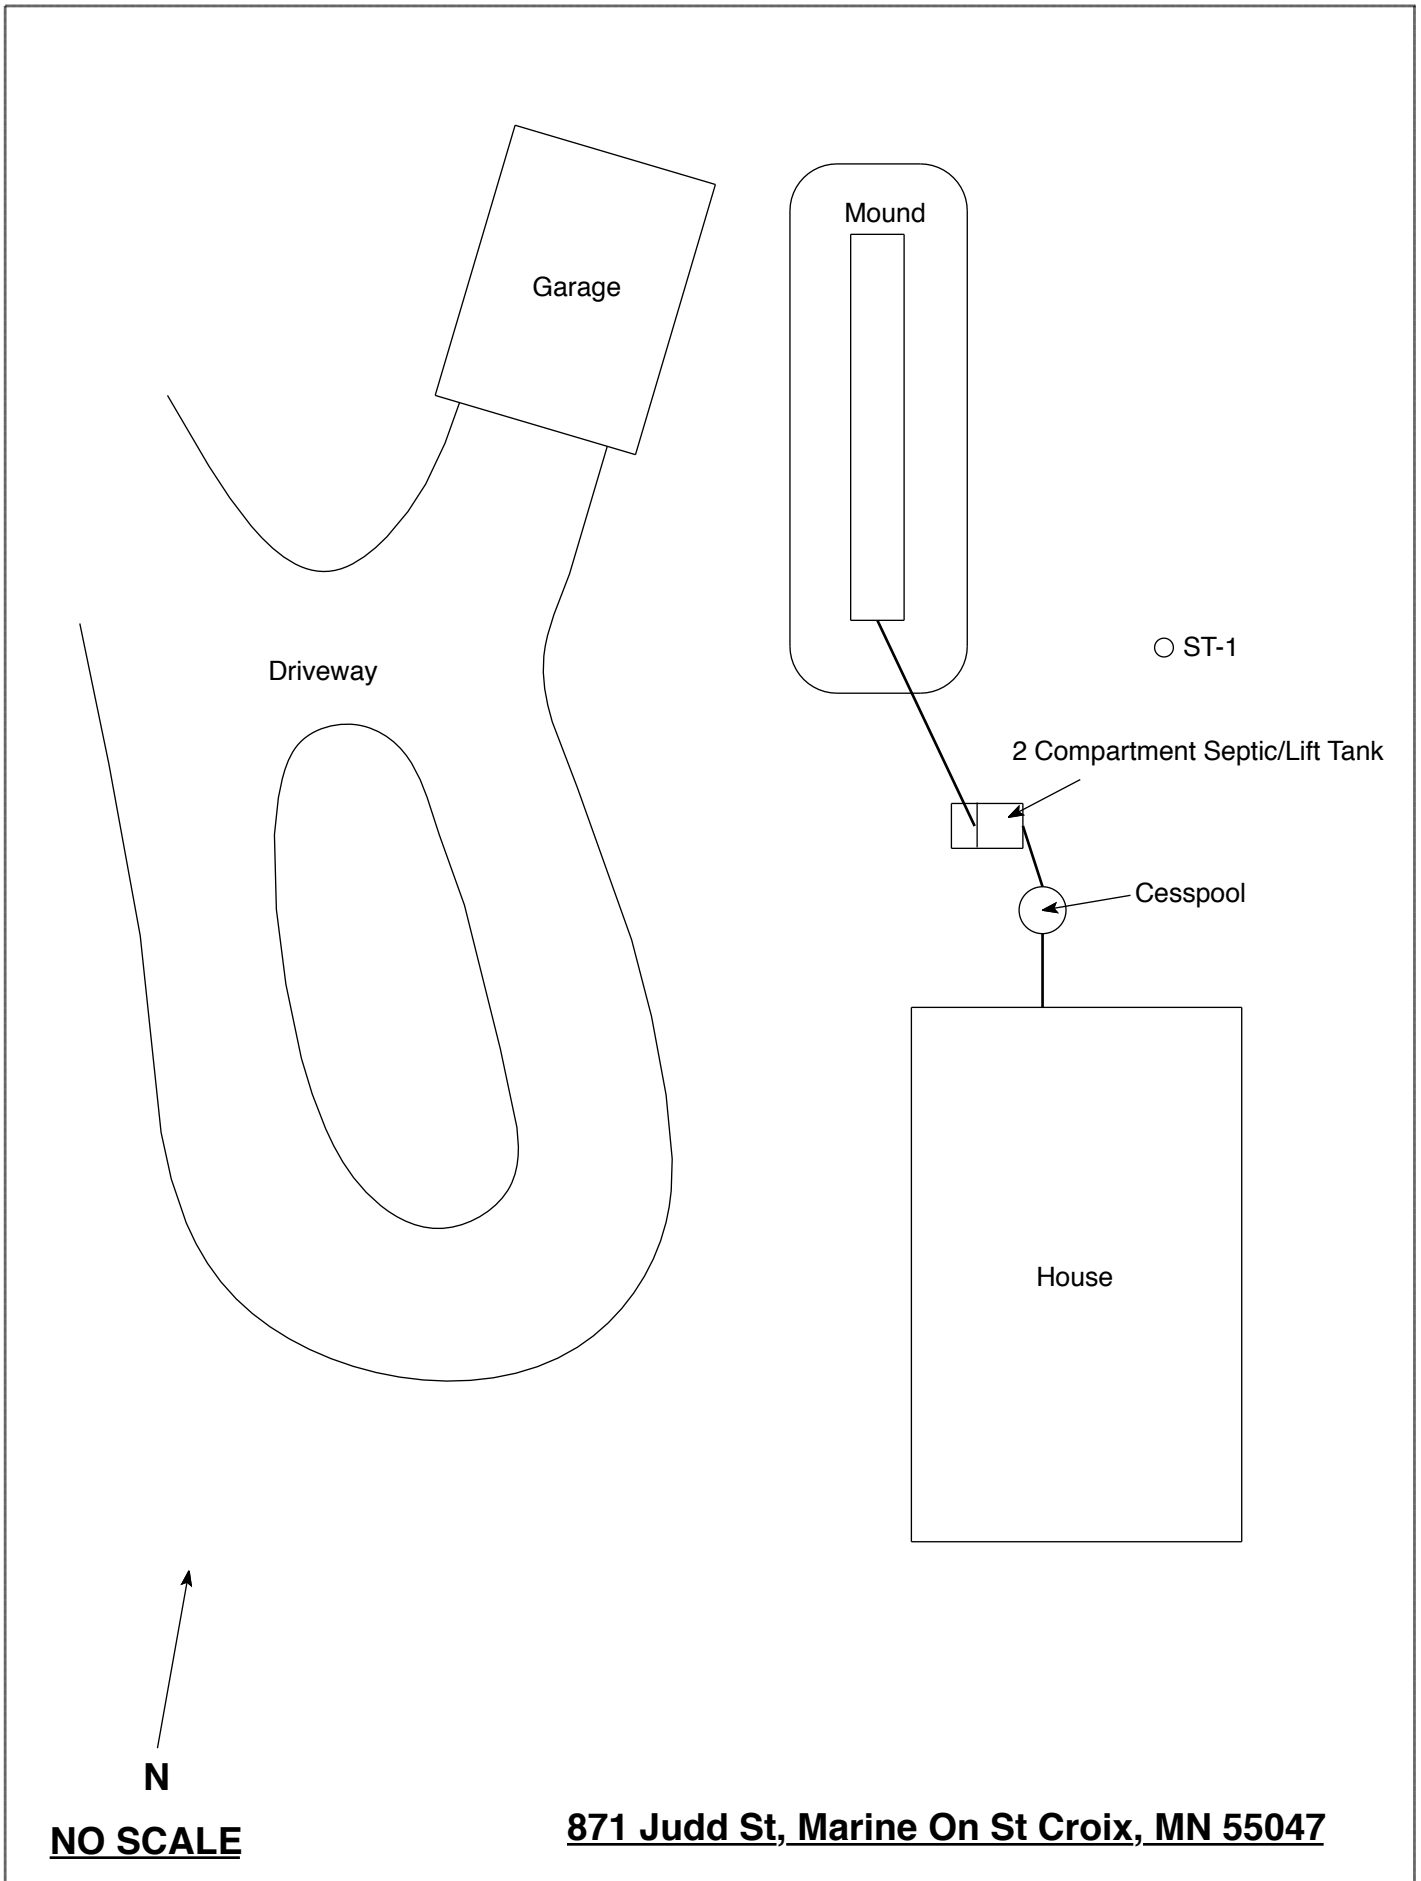 Mound
Garage
ST-1
Driveway
2 Compartment Septic/Lift Tank
Cesspool
House
N
NO SCALE
871 Judd St, Marine On St Croix, MN 55047